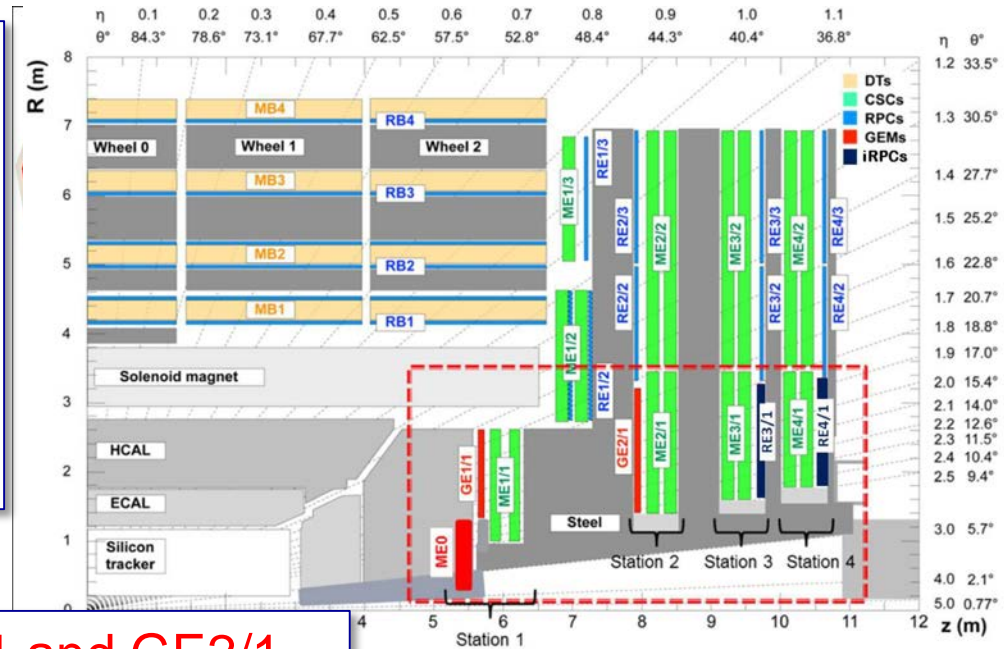 η 0.1 0.2 0.3 0.4 0.5 0.6 0.7 0.8 0.9 1.0 1.1
θ° 84.3° 78.6° 73.1° 67.7° 62.5° 57.5° 52.8° 48.4° 44.3° 40.4° 36.8° η θ°
R (m)
8
7
6
5
4
3
2
1
0
1.2 33.5°
1.3 30.5°
1.4 27.7°
1.5 25.2°
1.6 22.8°
1.7 20.7°
1.8 18.8°
1.9 17.0°
2.0 15.4°
2.1 14.0°
2.2 12.6°
2.3 11.5°
2.4 10.4°
2.5 9.4°
3.0 5.7°
4.0 2.1°
5.0 0.77°
DTs
CSCs
RPCs
GEMs
iRPCs
MB4
RB4
Wheel 0
Wheel 1
Wheel 2
MB3
RB3
MB2
RB2
MB1
RB1
ME1/3
RE1/3
RE2/3
ME2/2
ME3/2
RE3/3
ME4/2
RE4/3
RE2/2
RE3/2
RE4/2
ME1/2
RE1/2
Solenoid magnet
HCAL
ECAL
Silicon
tracker
GE1/1
ME1/1
ME0
GE2/1
ME2/1
ME3/1
RE3/1
ME4/1
RE4/1
Steel
Station 2
Station 3
Station 4
4 5 6 7 8 9 10 11 12
z (m)
Station 1
and GE2/1